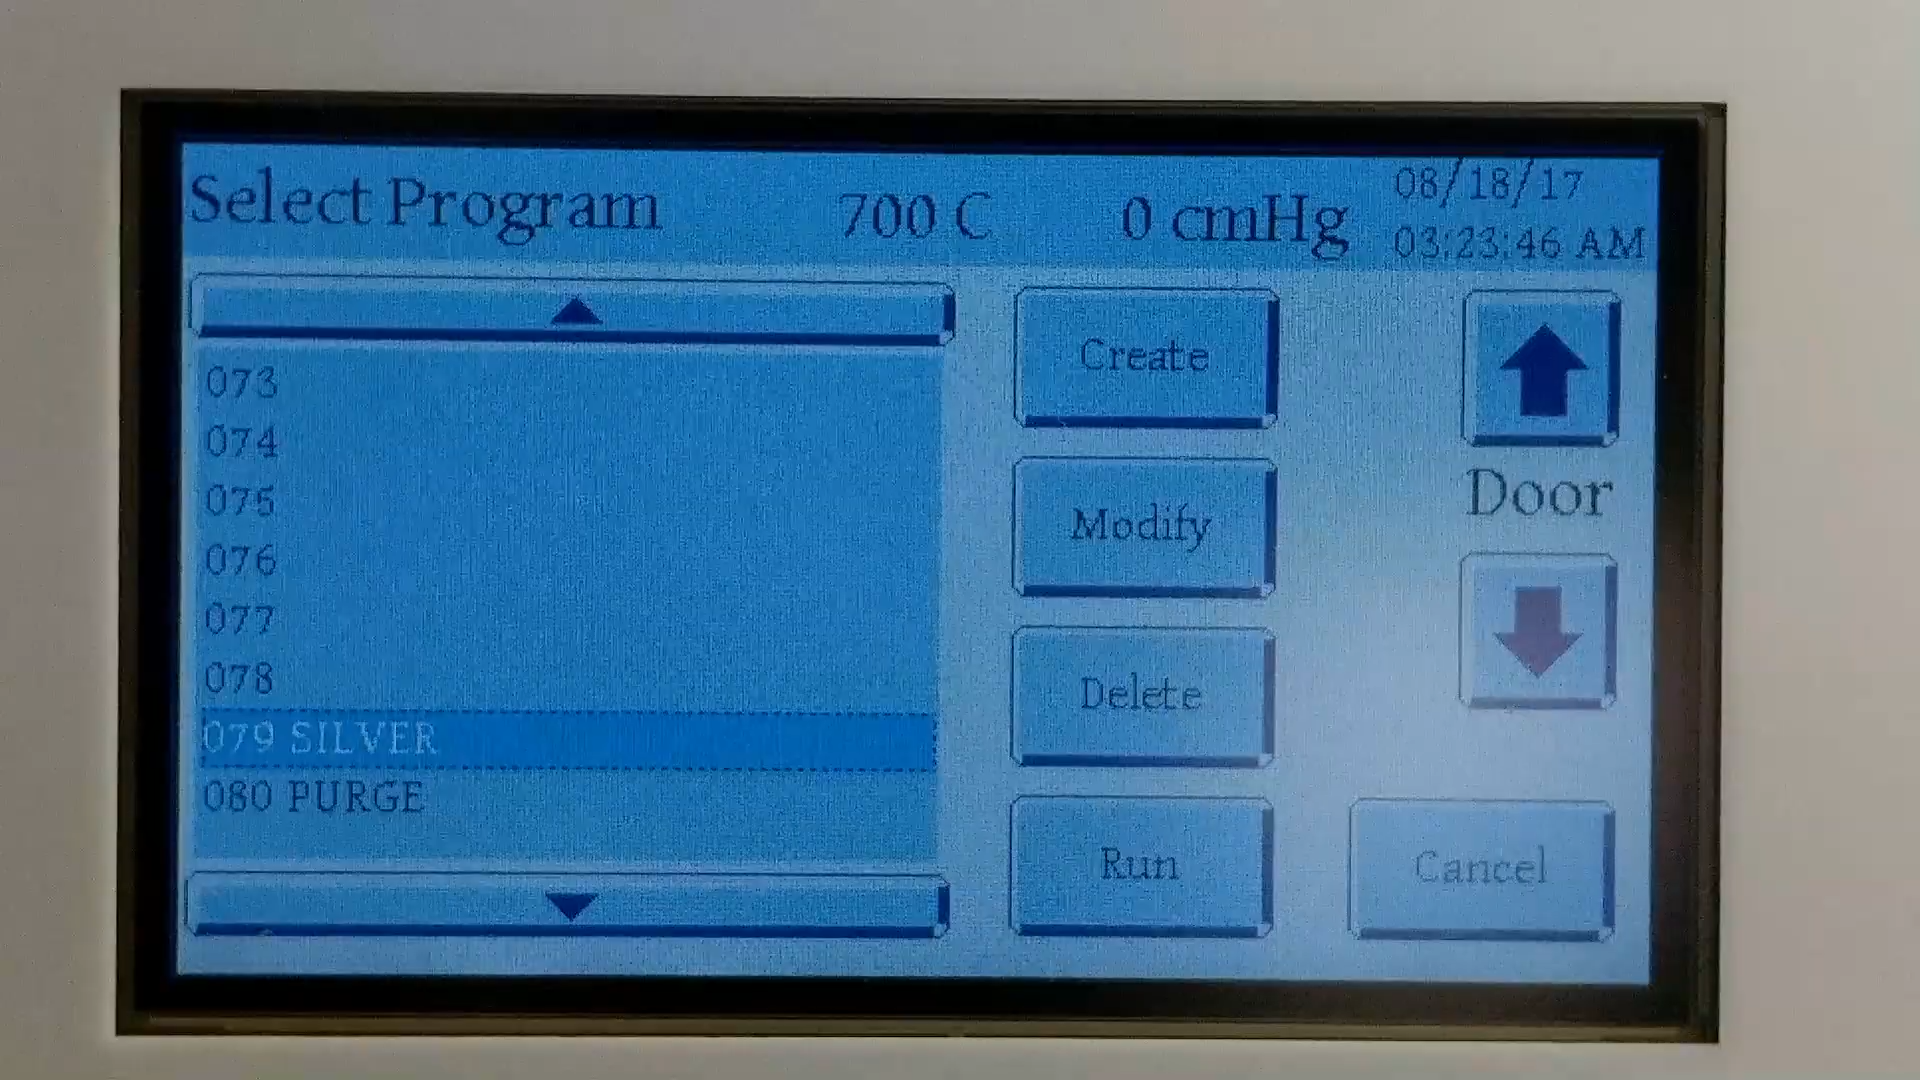 Select Program 700 C 0 cmHg 08/18/17
03:23:46 AM
073
074
075
076
077
078
079 SILVER
080 PURGE
Create
Modify
Delete
Run
Door
Cancel